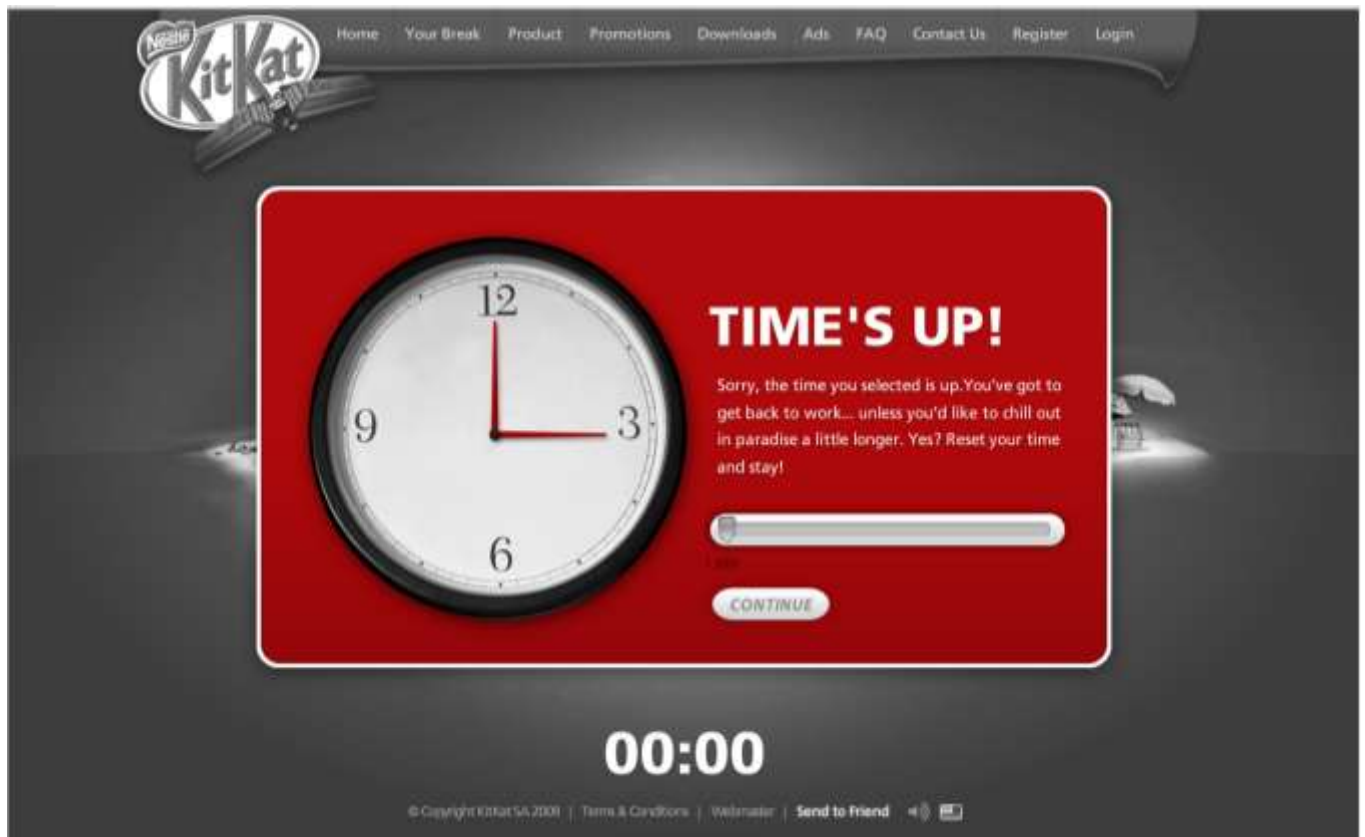 Nestlé
KitKat
Home Your Break Product Promotions Downloads Ads FAQ Contact Us Register Login
12
9
3
6
TIME'S UP!
Sorry, the time you selected is up.You've got to
get back to work... unless you'd like to chill out
in paradise a little longer. Yes? Reset your time
and stay!
CONTINUE
00:00
© Copyright KitKat SA 2009 | Terms & Conditions | Webmaster | Send to Friend